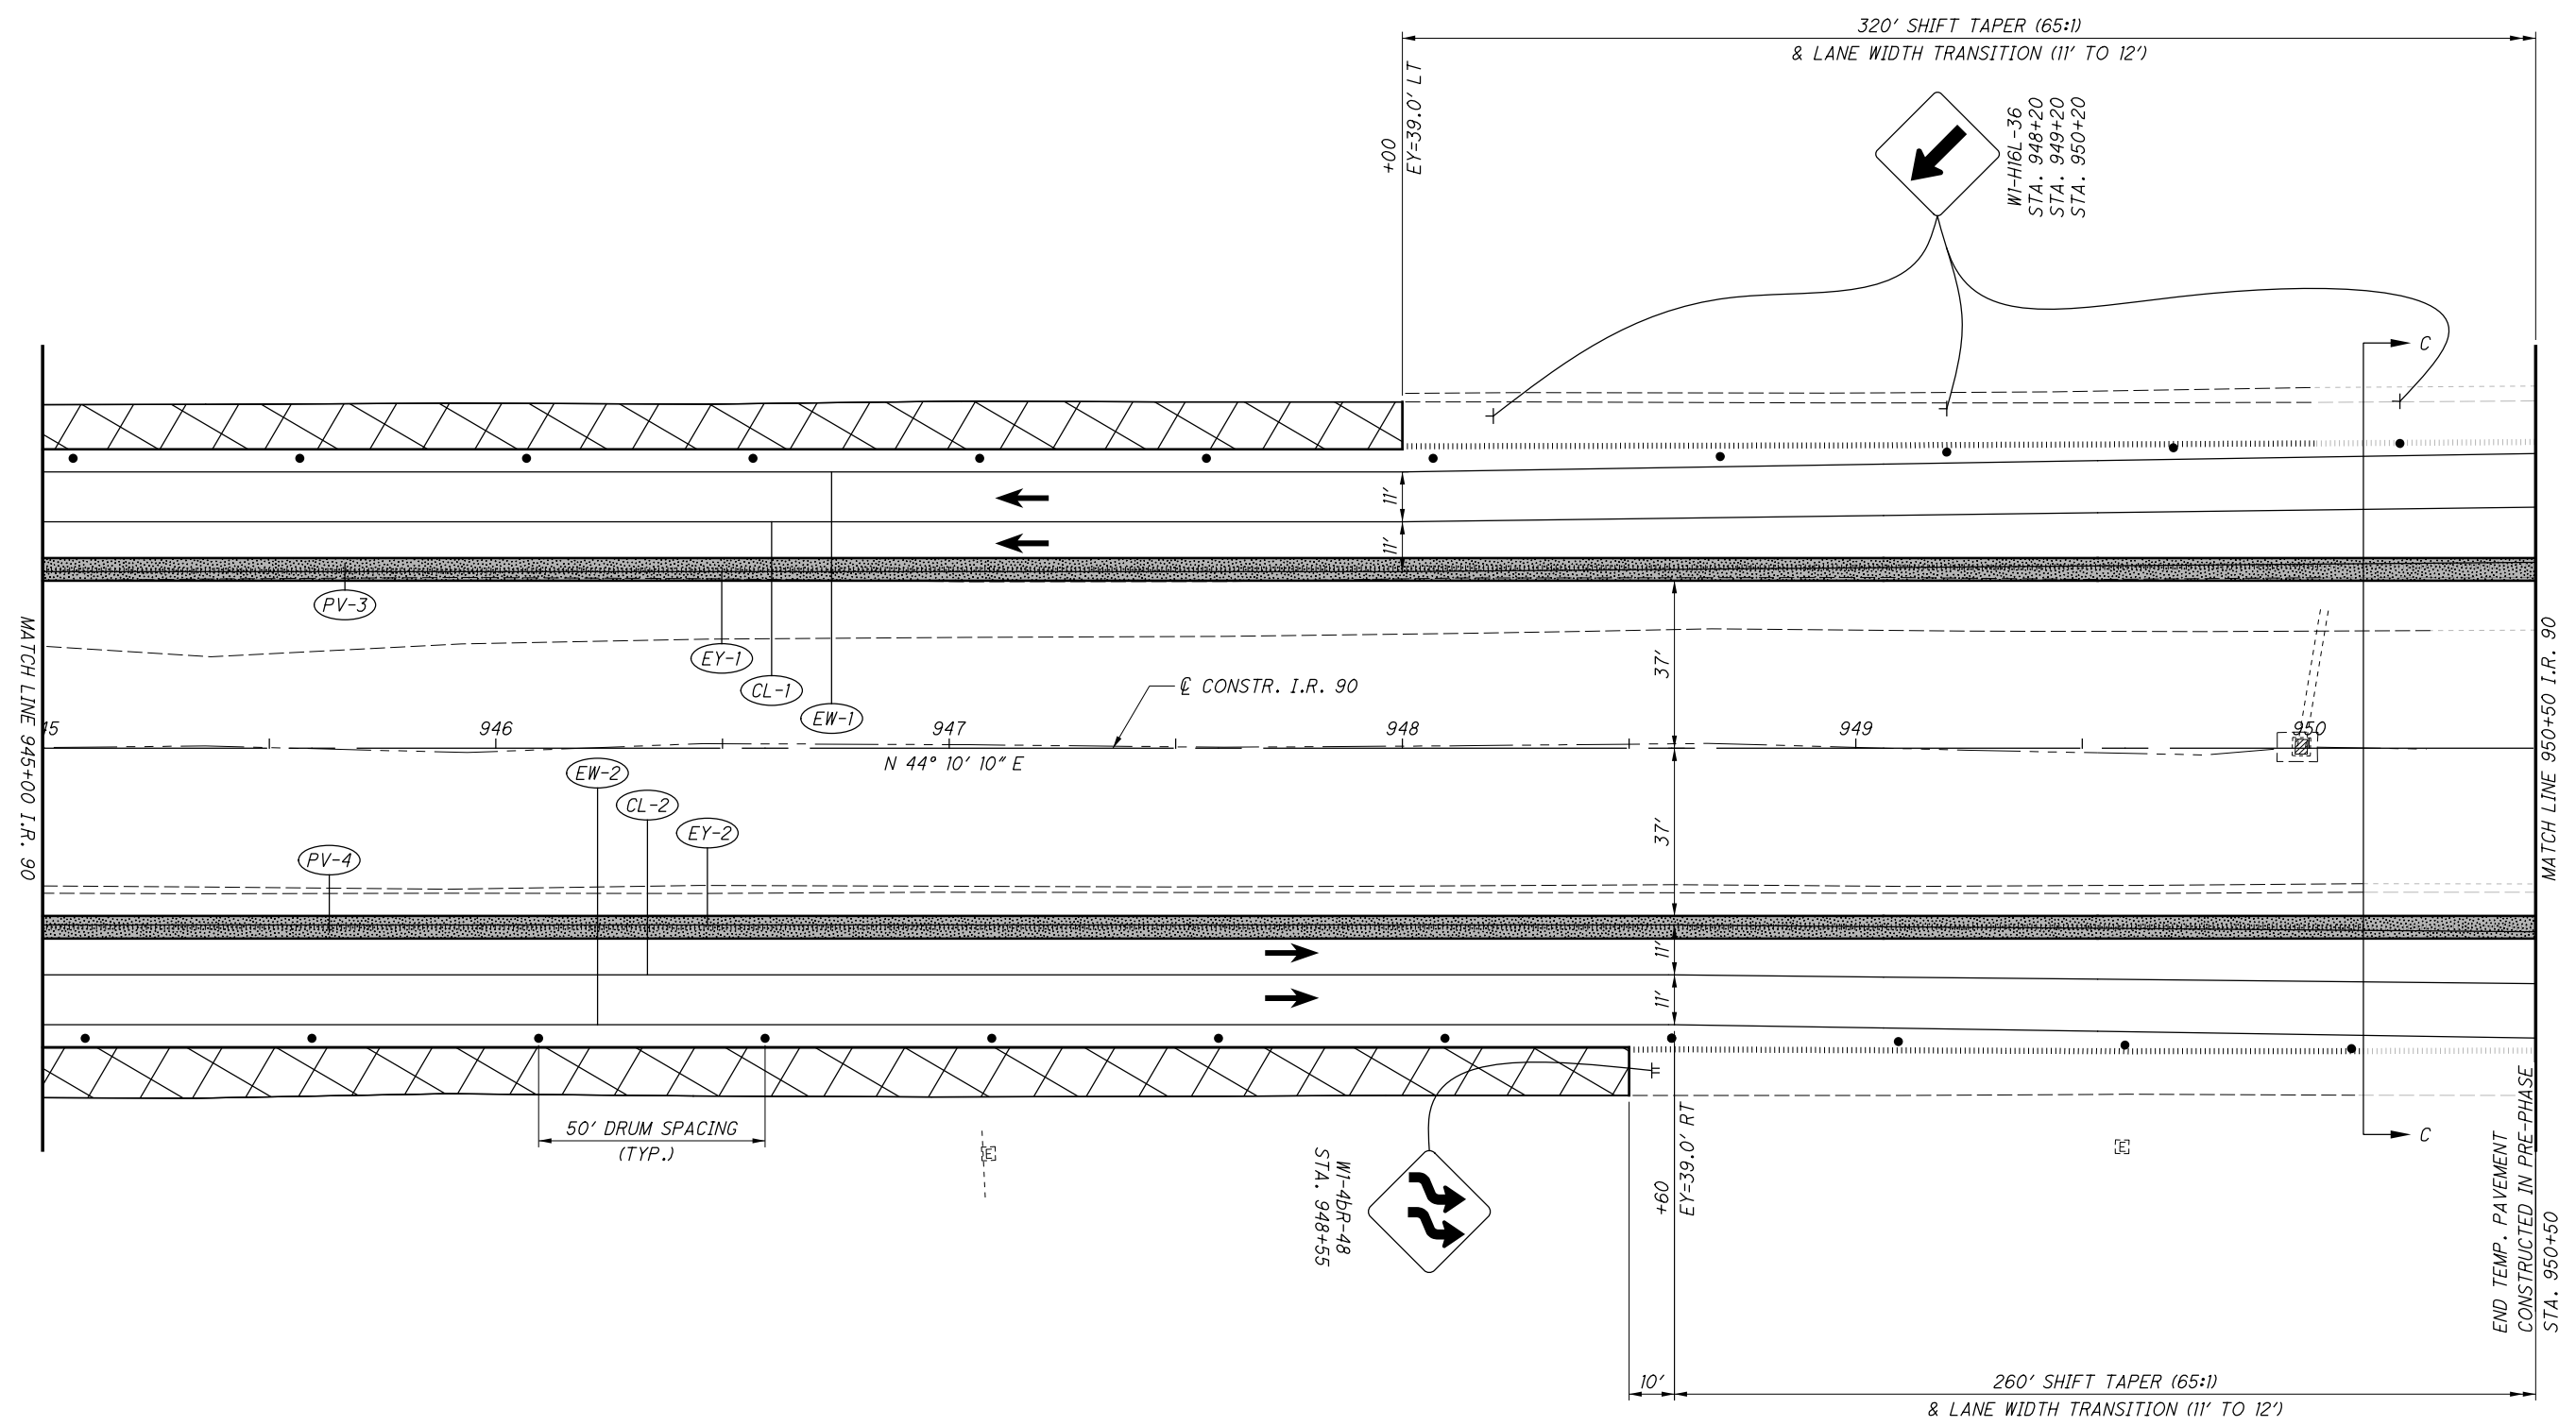 320' SHIFT TAPER (65:1)
& LANE WIDTH TRANSITION (11' TO 12')
+00
EY=39.0' LT
W1-H16L-36
STA. 948+20
STA. 949+20
STA. 950+20
C
11'
11'
PV-3
EY-1
CL-1
EW-1
37'
℄ CONSTR. I.R. 90
MATCH LINE 945+00 I.R. 90
MATCH LINE 950+50 I.R. 90
45
946
947
948
949
950
N 44° 10' 10" E
EW-2
CL-2
EY-2
PV-4
37'
11'
11'
50' DRUM SPACING
(TYP.)
E
E
C
W1-4bR-48
STA. 948+55
+60
EY=39.0' RT
END TEMP. PAVEMENT
CONSTRUCTED IN PRE-PHASE
STA. 950+50
10'
260' SHIFT TAPER (65:1)
& LANE WIDTH TRANSITION (11' TO 12')